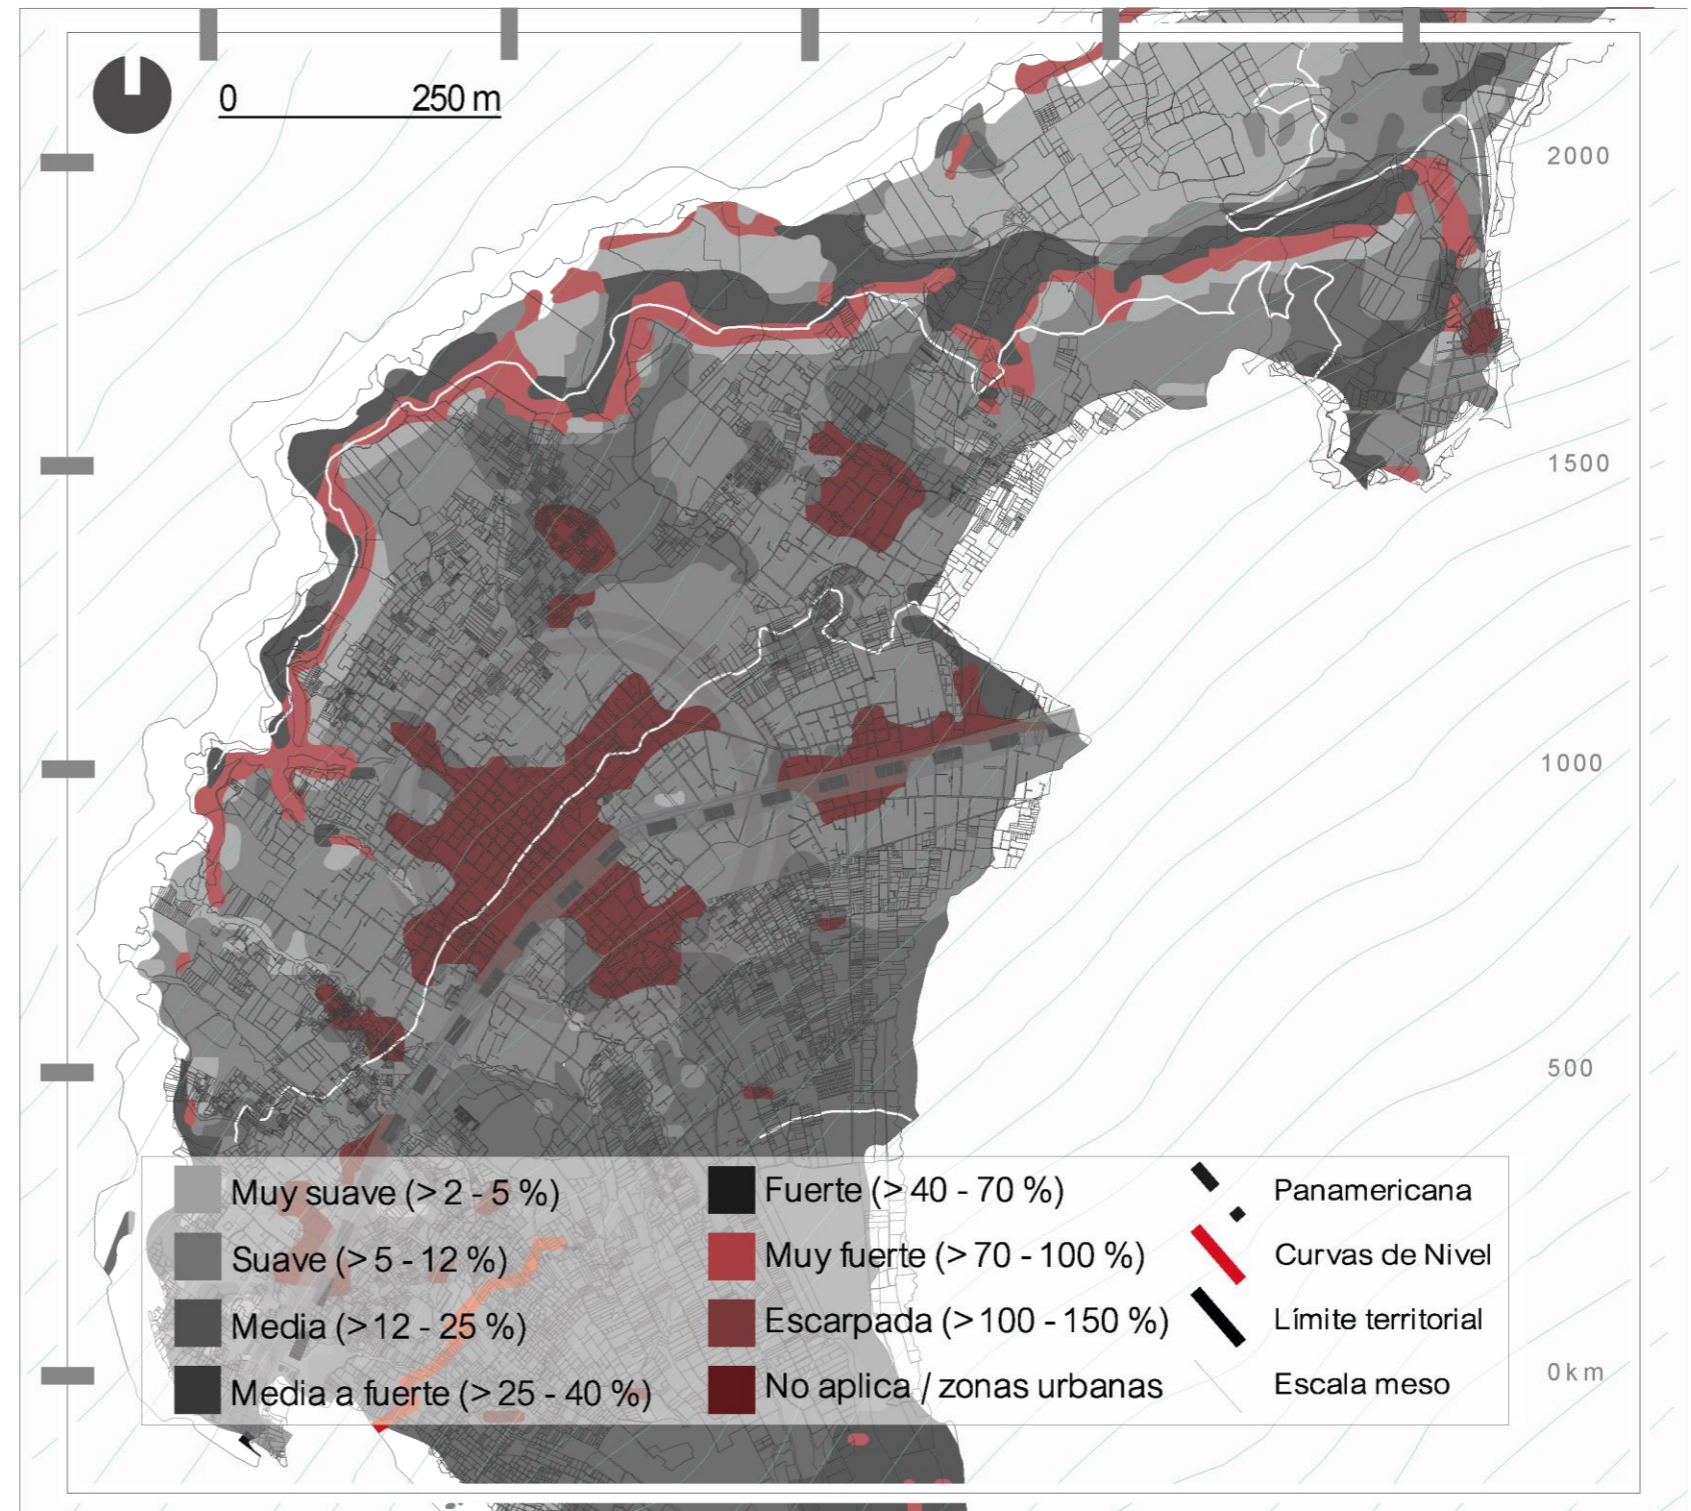 0 250 m
2000
1500
1000
500
0km
Muy suave (> 2 - 5 %)
Suave (> 5 - 12 %)
Media (> 12 - 25 %)
Media a fuerte (> 25 - 40 %)
Fuerte (> 40 - 70 %)
Muy fuerte (> 70 - 100 %)
Escarpada (> 100 - 150 %)
No aplica / zonas urbanas
Panamericana
Curvas de Nivel
Límite territorial
Escala meso